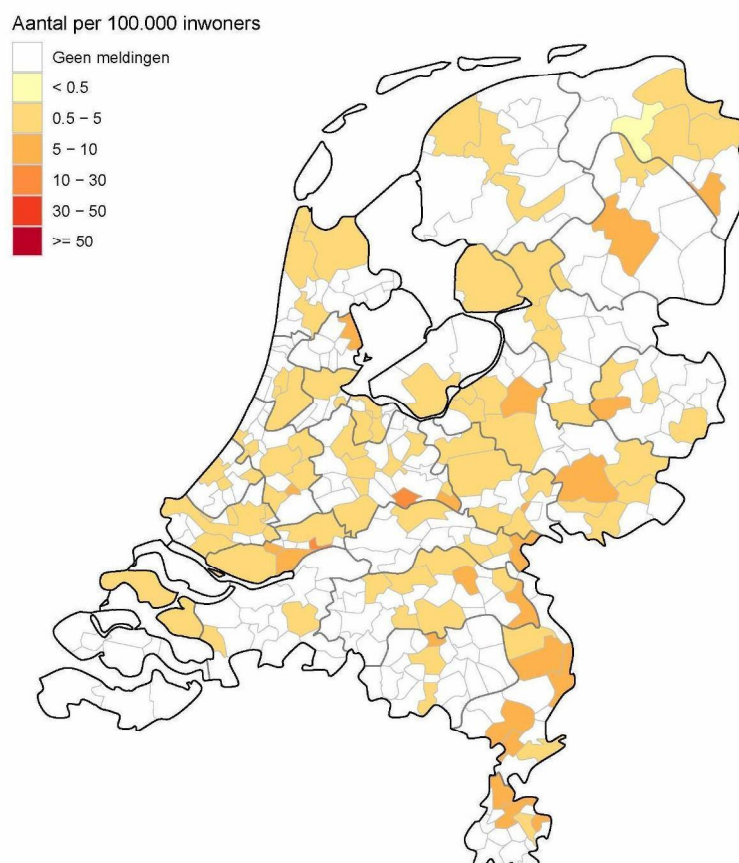 Aantal per 100.000 inwoners
Geen meldingen
< 0.5
0.5 – 5
5 – 10
10 – 30
30 – 50
>= 50